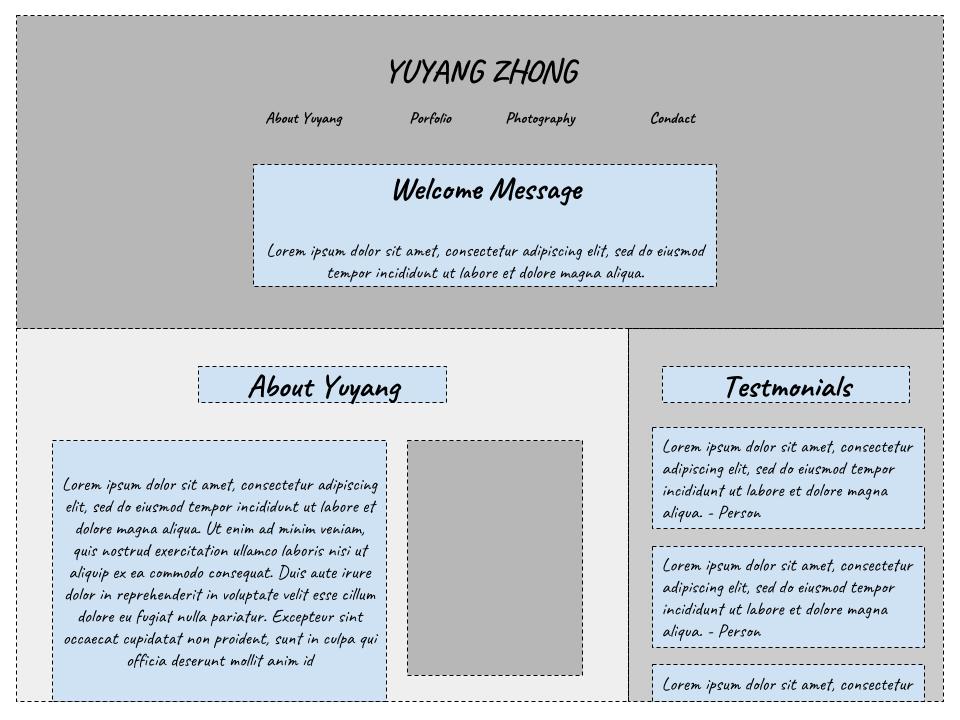 YUYANG ZHONG
About Yuyang Porfolio Photography Condact
Welcome Message
Lorem ipsum dolor sit amet, consectetur adipiscing elit, sed do eiusmod
tempor incididunt ut labore et dolore magna aliqua.
About Yuyang
Lorem ipsum dolor sit amet, consectetur adipiscing
elit, sed do eiusmod tempor incididunt ut labore et
dolore magna aliqua. Ut enim ad minim veniam,
quis nostrud exercitation ullamco laboris nisi ut
aliquip ex ea commodo consequat. Duis aute irure
dolor in reprehenderit in voluptate velit esse cillum
dolore eu fugiat nulla pariatur. Excepteur sint
occaecat cupidatat non proident, sunt in culpa qui
officia deserunt mollit anim id
Testmonials
Lorem ipsum dolor sit amet, consectetur
adipiscing elit, sed do eiusmod tempor
incididunt ut labore et dolore magna
aliqua. - Person
Lorem ipsum dolor sit amet, consectetur
adipiscing elit, sed do eiusmod tempor
incididunt ut labore et dolore magna
aliqua. - Person
Lorem ipsum dolor sit amet, consectetur